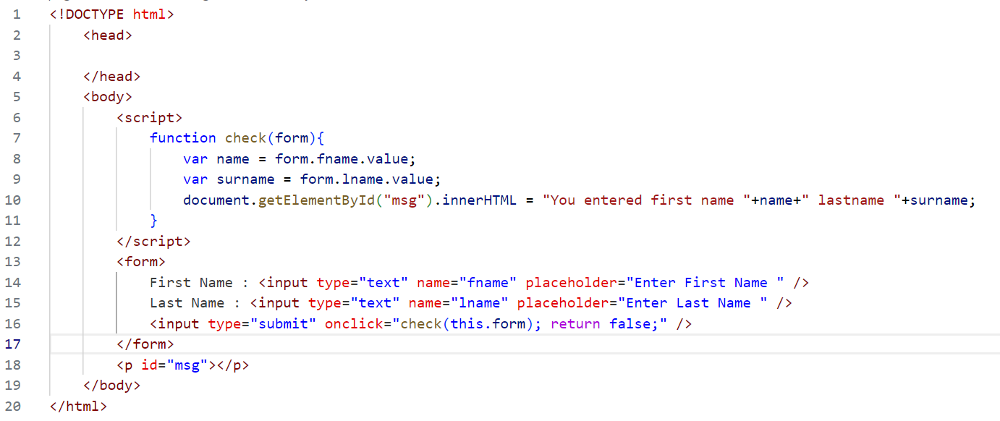 1 <!DOCTYPE html>
2 <head>
3
4 </head>
5 <body>
6 <script>
7 function check(form){
8 var name = form.fname.value;
9 var surname = form.lname.value;
10 document.getElementById("msg").innerHTML = "You entered first name "+name+" lastname "+surname;
11 }
12 </script>
13 <form>
14 First Name : <input type="text" name="fname" placeholder="Enter First Name " />
15 Last Name : <input type="text" name="lname" placeholder="Enter Last Name " />
16 <input type="submit" onclick="check(this.form); return false;" />
17 </form>
18 <p id="msg"></p>
19 </body>
20 </html>